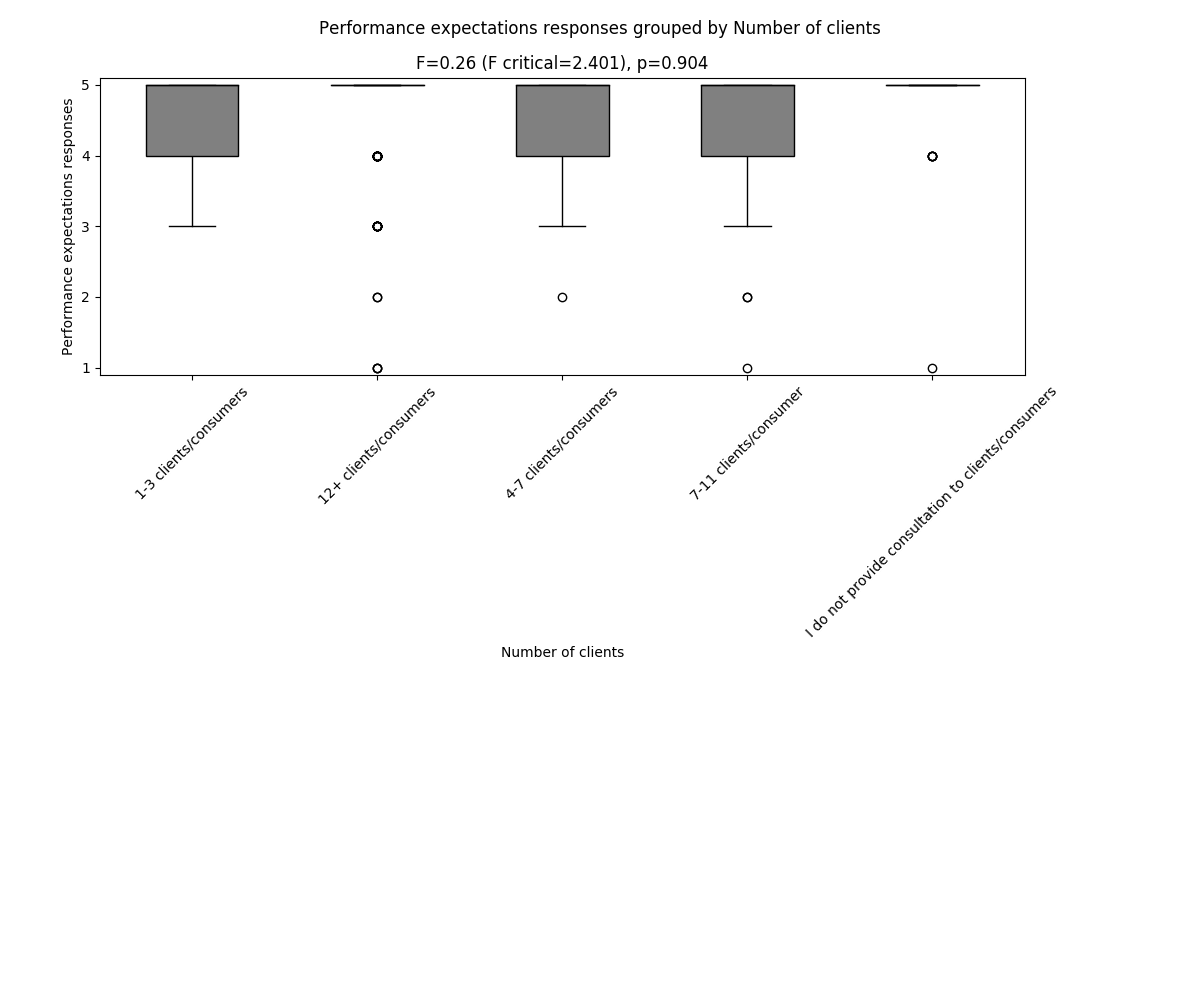 Performance expectations responses grouped by Number of clients
F=0.26 (F critical=2.401), p=0.904
Performance expectations responses
5
4
3
2
1
1-3 clients/consumers
12+ clients/consumers
4-7 clients/consumers
7-11 clients/consumer
I do not provide consultation to clients/consumers
Number of clients